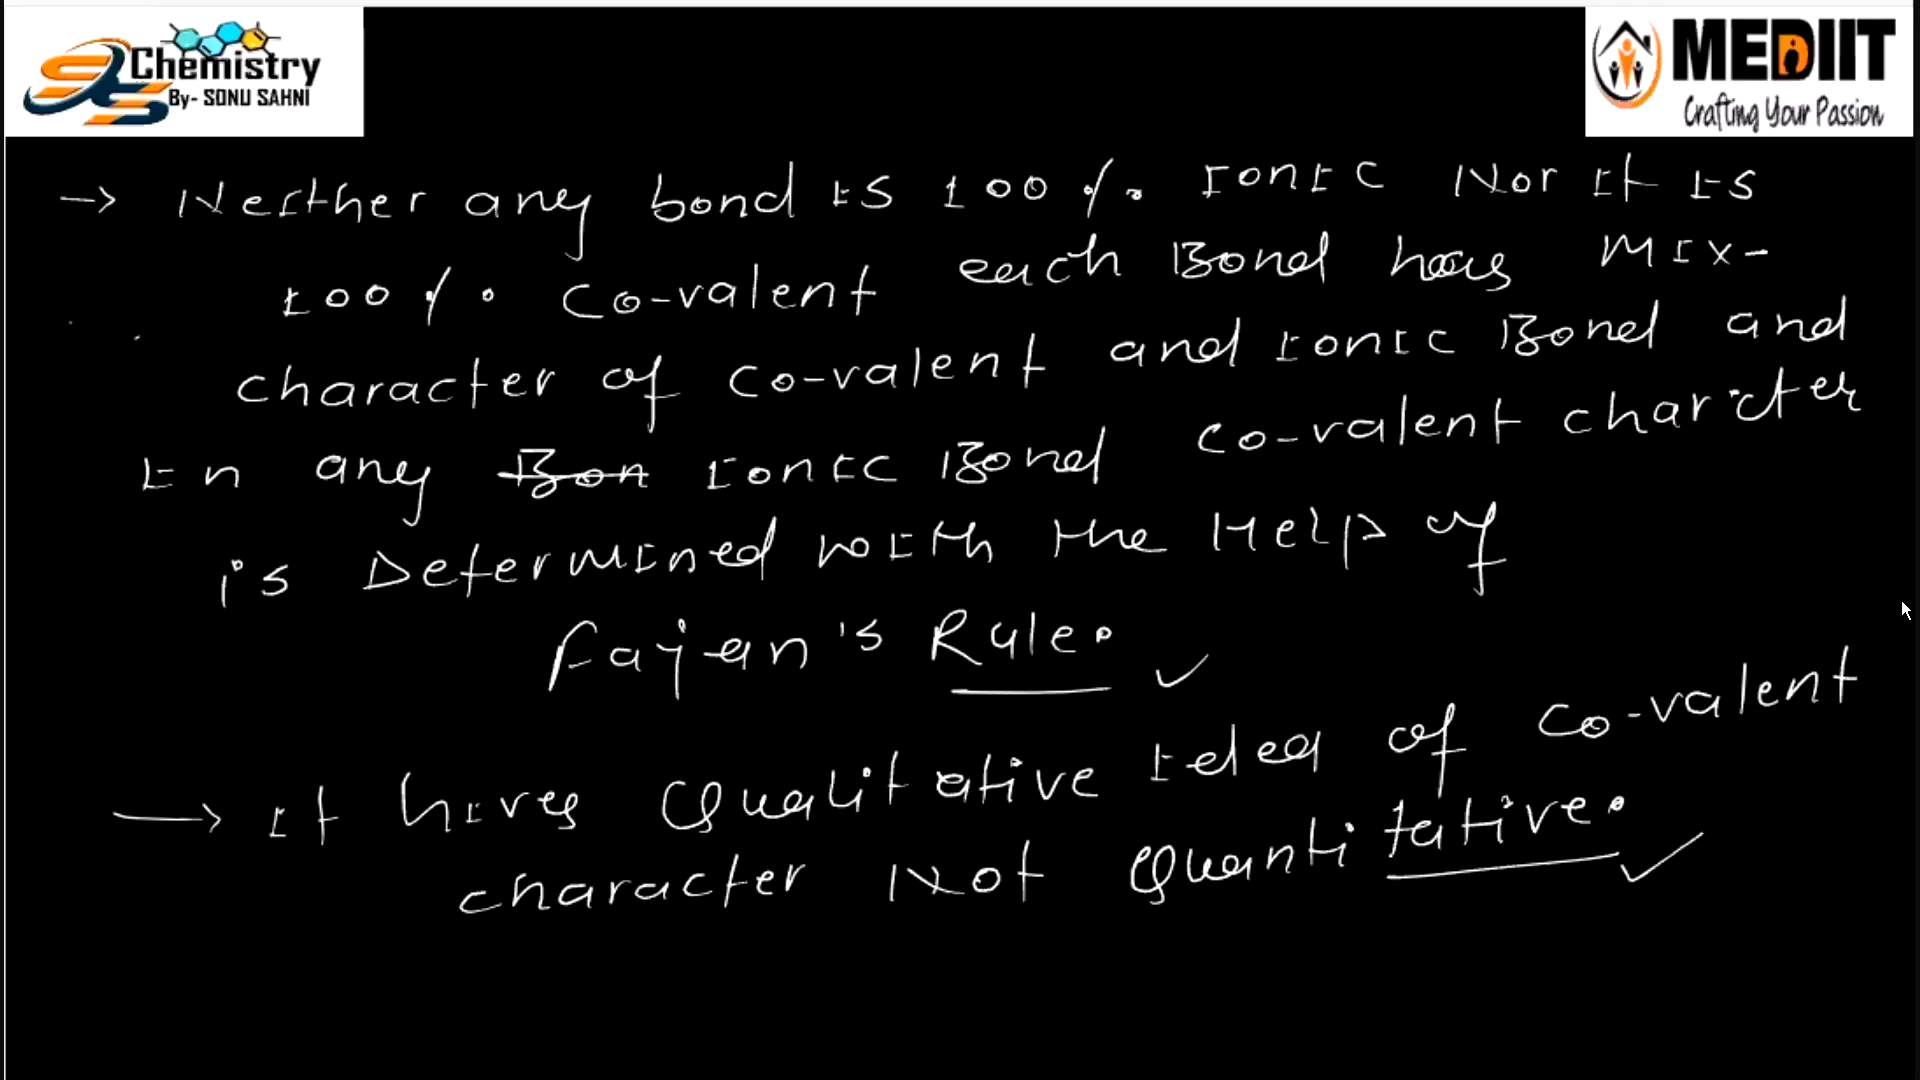 Chemistry
By- SONU SAHNI
MEDIIT
Crafting Your Passion
→ Neither any bond is 100 %. Ionic Nor It Is
100 %. Co-valent each Bond has Mix-
character of co-valent and ionic Bond and
In any Bon Ionic Bond co-valent character
is Determined with the Help of
Fajan's Rule.
→ it gives Qualitative idea of co-valent
character Not Quantitative.